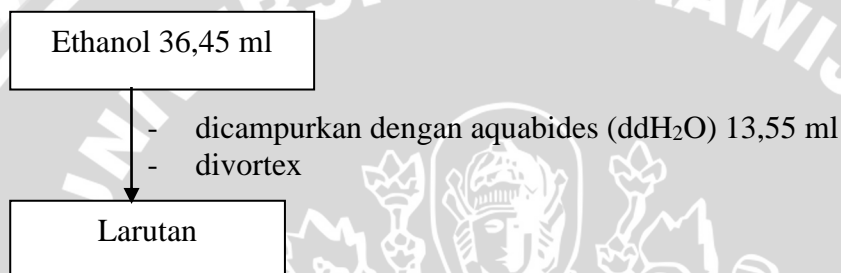 Ethanol 36,45 ml
- dicampurkan dengan aquabides (ddH₂O) 13,55 ml
- divortex
Larutan